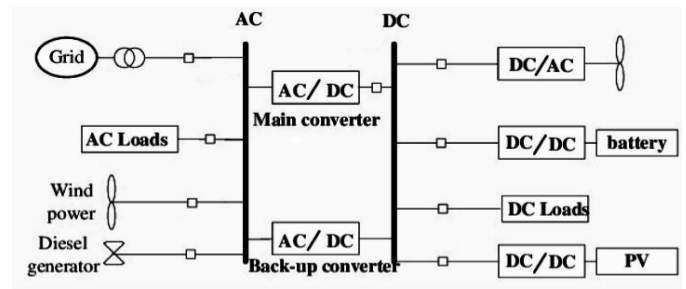 AC
DC
Grid
AC/ DC
Main converter
DC/AC
AC Loads
DC/DC
battery
Wind
power
DC Loads
Diesel
generator
AC/ DC
Back-up converter
DC/DC
PV